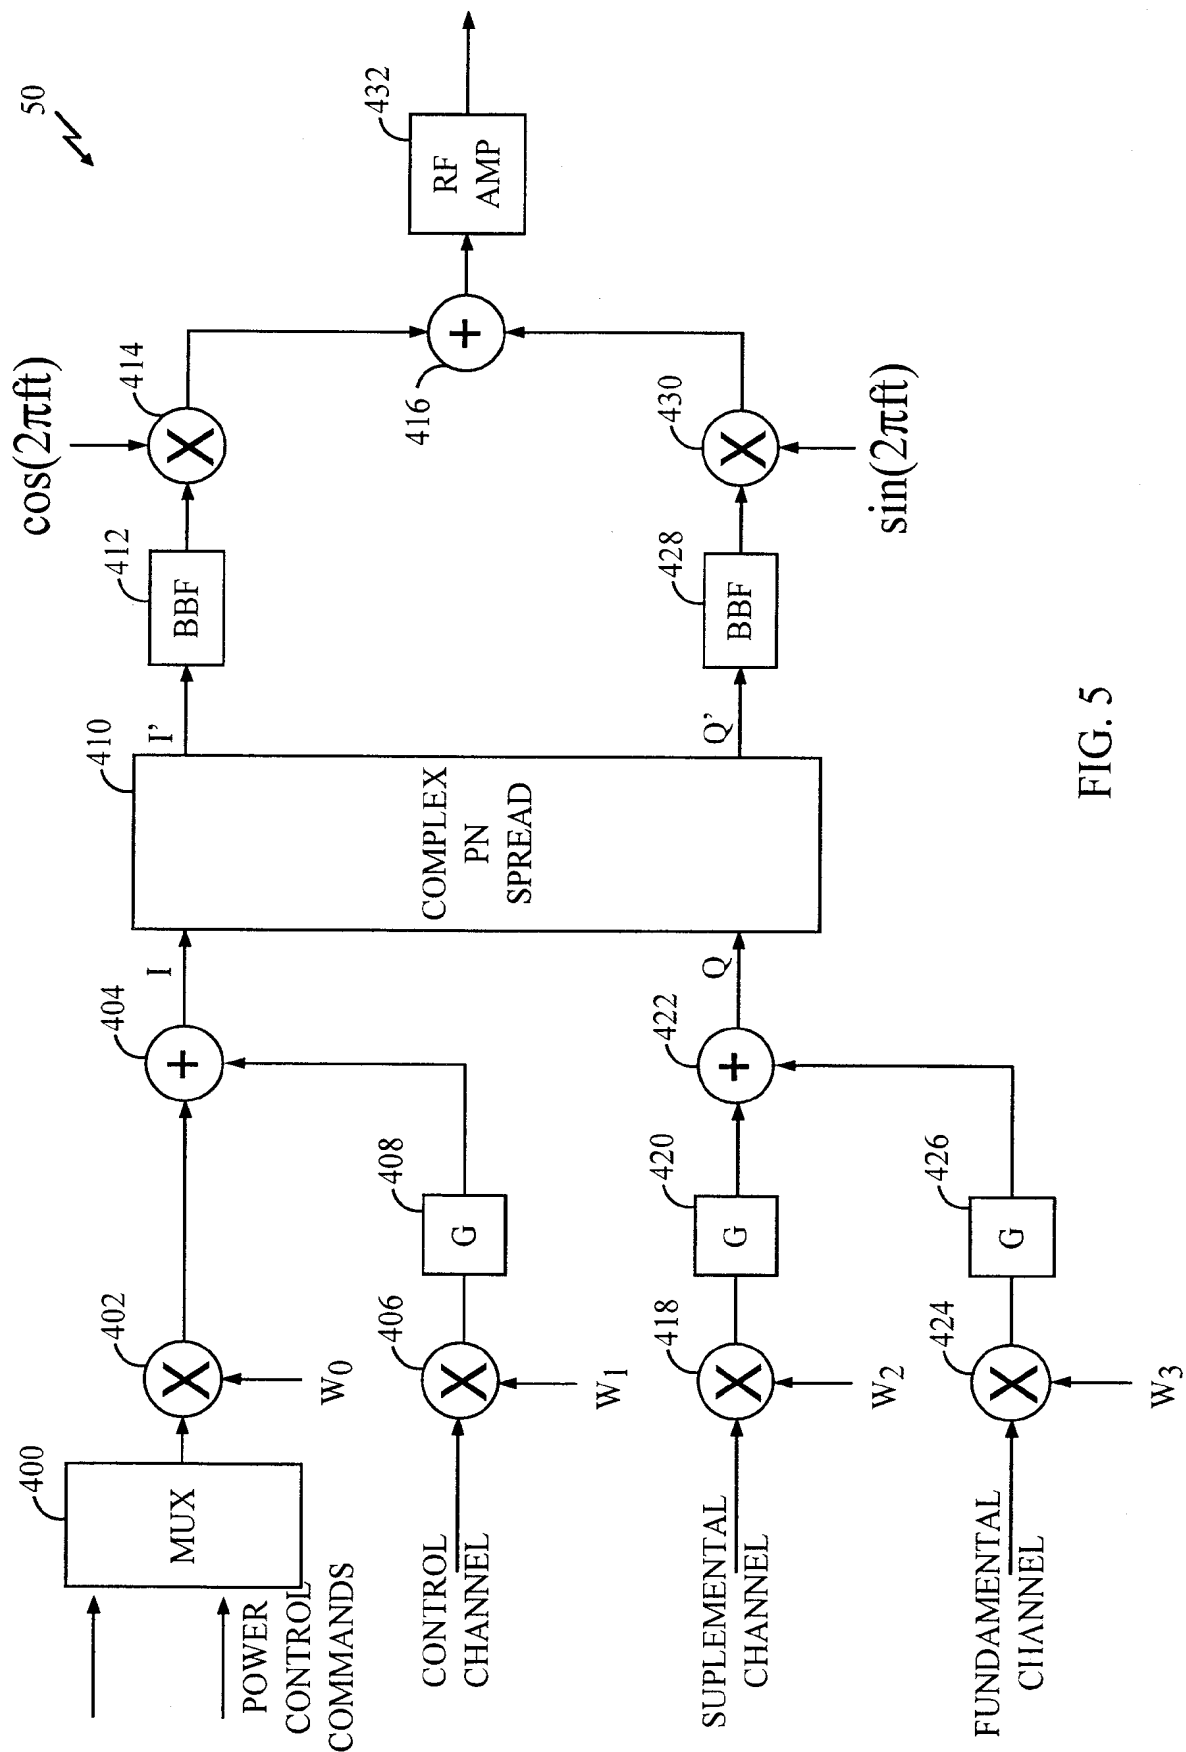 50
cos(2πft)
400
402
404
410
412
414
MUX
I
I'
BBF
W0
POWER
CONTROL
COMMANDS
406
408
G
W1
CONTROL
CHANNEL
COMPLEX
PN
SPREAD
416
432
RF
AMP
418
420
422
G
W2
SUPLEMENTAL
CHANNEL
Q
Q'
428
BBF
430
sin(2πft)
424
426
G
W3
FUNDAMENTAL
CHANNEL
FIG. 5